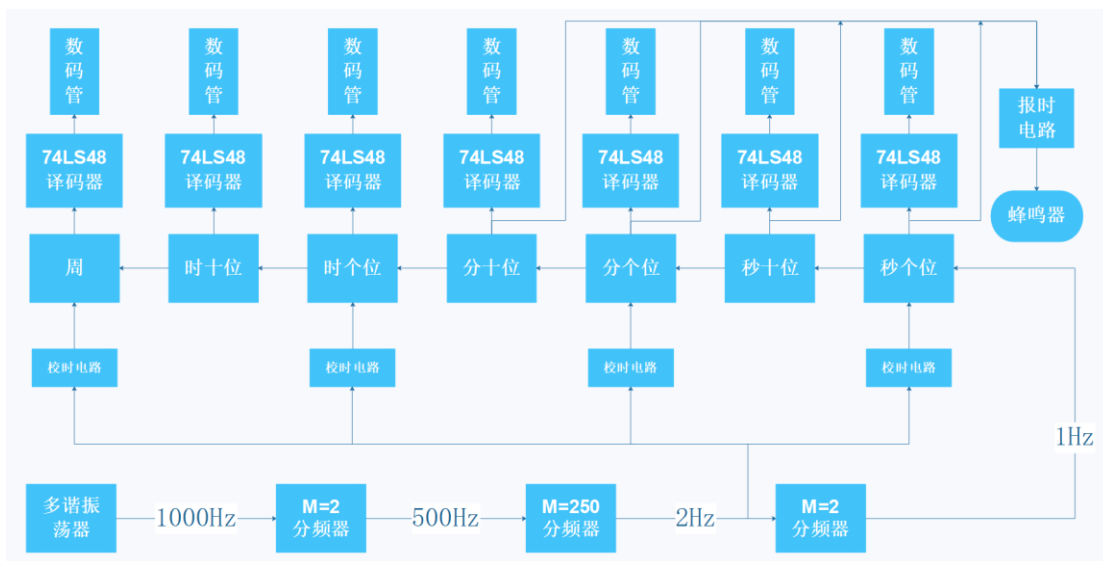 数
码
管
数
码
管
数
码
管
数
码
管
数
码
管
数
码
管
数
码
管
报时
电路
74LS48
译码器
74LS48
译码器
74LS48
译码器
74LS48
译码器
74LS48
译码器
74LS48
译码器
74LS48
译码器
蜂鸣器
周
时十位
时个位
分十位
分个位
秒十位
秒个位
校时电路
校时电路
校时电路
校时电路
1Hz
多谐振
荡器
1000Hz
M=2
分频器
500Hz
M=250
分频器
2Hz
M=2
分频器